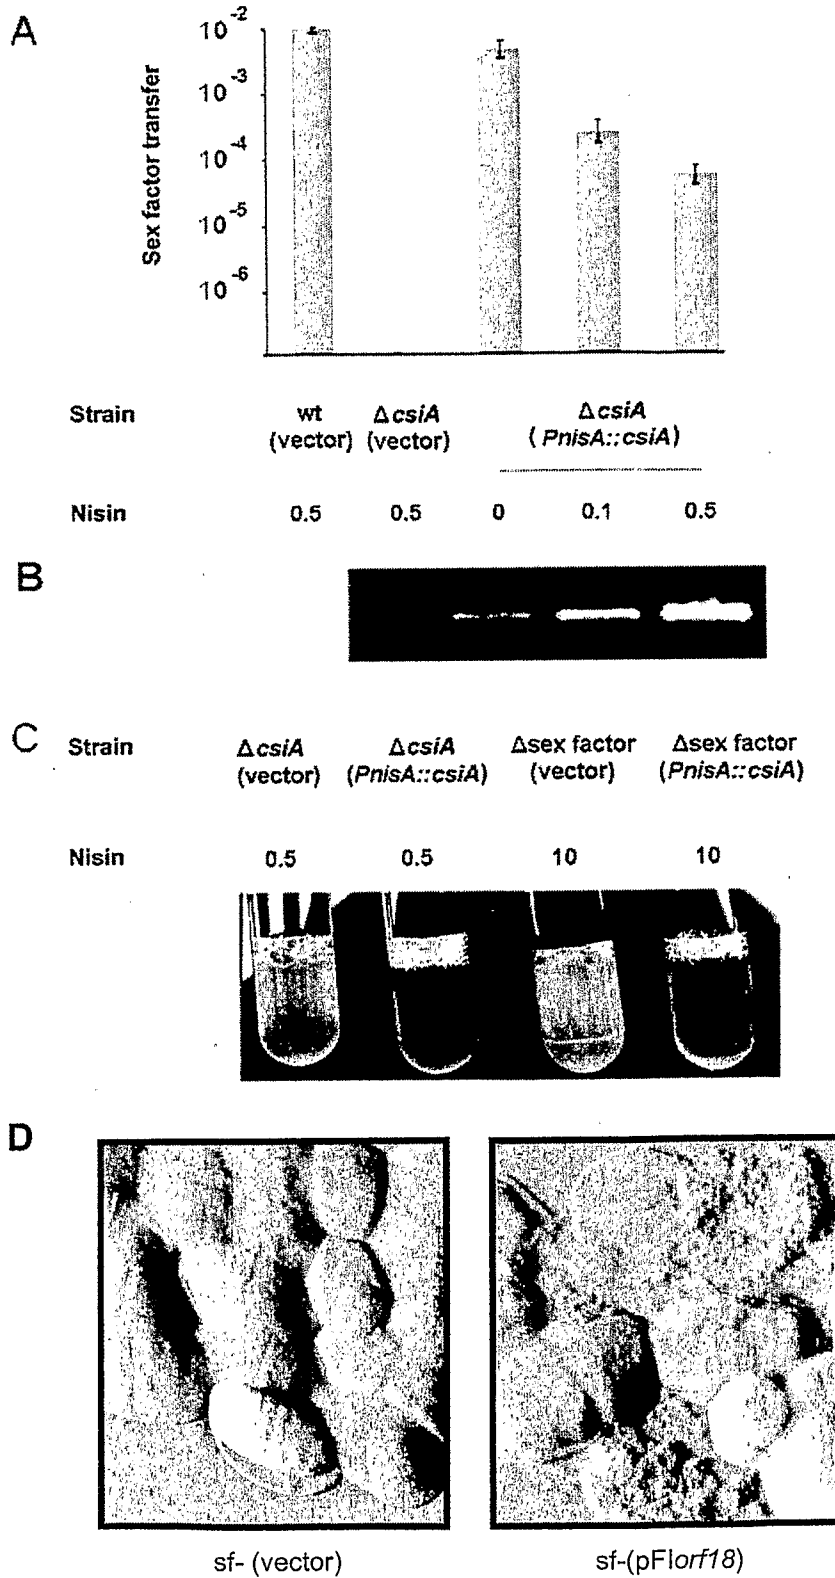 A
Sex factor transfer
10-2
10-3
10-4
10-5
10-6
Strain
wt (vector)
ΔcsiA (vector)
ΔcsiA (PnisA::csiA)
Nisin
0.5
0.5
0
0.1
0.5
B
C
Strain
ΔcsiA (vector)
ΔcsiA (PnisA::csiA)
Δsex factor (vector)
Δsex factor (PnisA::csiA)
Nisin
0.5
0.5
10
10
D
sf- (vector)
sf-(pFIorf18)